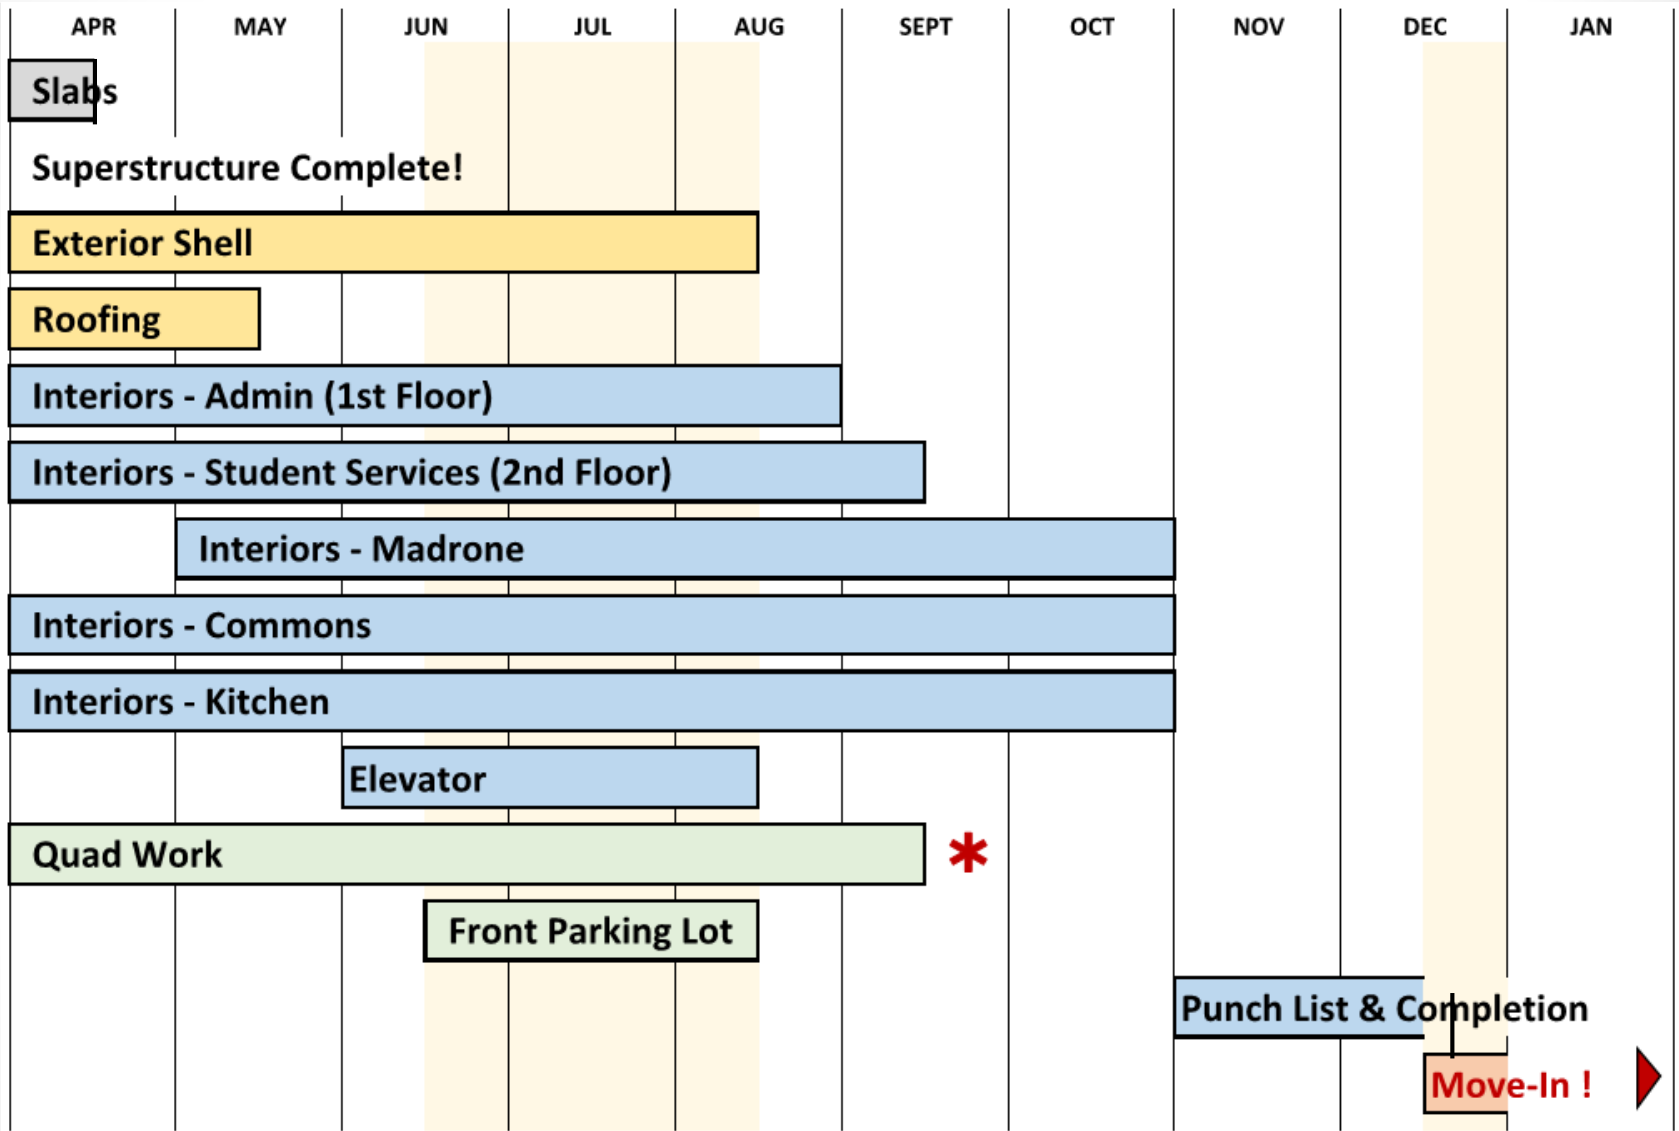 APR MAY JUN JUL AUG SEPT OCT NOV DEC JAN
Slabs
Superstructure Complete!
Exterior Shell
Roofing
Interiors - Admin (1st Floor)
Interiors - Student Services (2nd Floor)
Interiors - Madrone
Interiors - Commons
Interiors - Kitchen
Elevator
Quad Work *
Front Parking Lot
Punch List & Completion
Move-In !